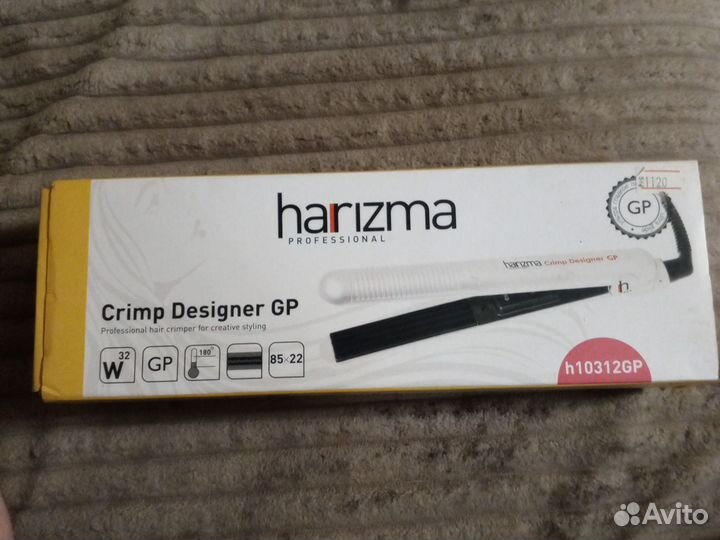 harizma
PROFESSIONAL
1120
GP
harizma Crimp Designer GP
h.
Crimp Designer GP
Professional hair crimper for creative styling
W 32
GP
180°
85×22
h10312GP
Avito